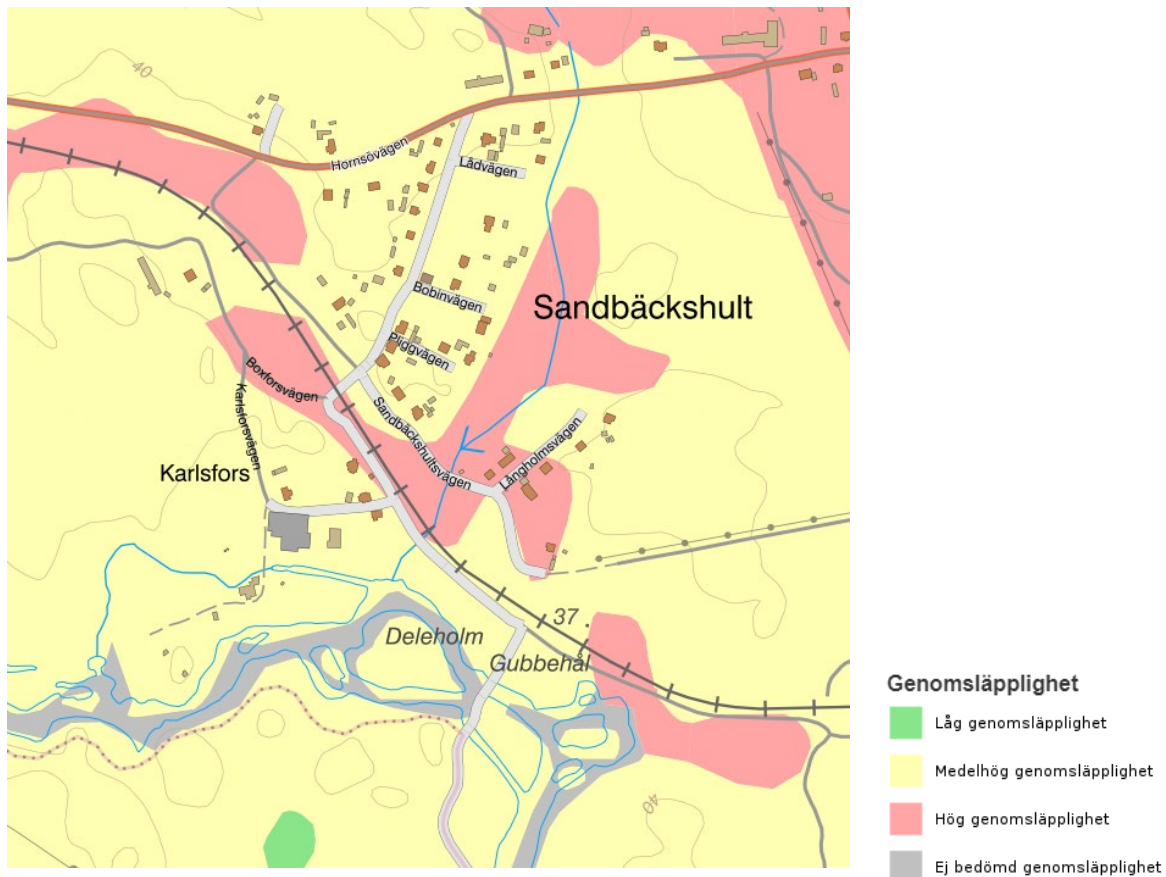 40
Hornsövägen
Lådvägen
Sandbäckshult
Bobinvägen
Pliggvägen
Boxforsvägen
Karlsforsvägen
Sandbäckshultsvägen
Långholmsvägen
Karlsfors
37
Deleholm
Gubbehål
40
Genomsläpplighet
Låg genomsläpplighet
Medelhög genomsläpplighet
Hög genomsläpplighet
Ej bedömd genomsläpplighet